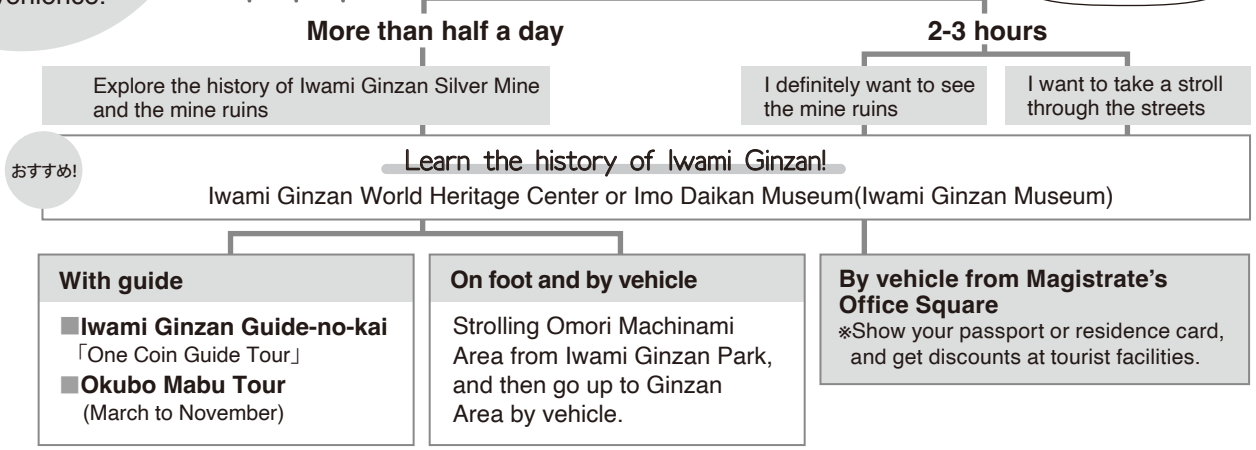 venience.
More than half a day
2-3 hours
Explore the history of Iwami Ginzan Silver Mine
and the mine ruins
I definitely want to see
the mine ruins
I want to take a stroll
through the streets
おすすめ!
Learn the history of Iwami Ginzan!
Iwami Ginzan World Heritage Center or Imo Daikan Museum(Iwami Ginzan Museum)
With guide
■Iwami Ginzan Guide-no-kai
「One Coin Guide Tour」
■Okubo Mabu Tour
(March to November)
On foot and by vehicle
Strolling Omori Machinami
Area from Iwami Ginzan Park,
and then go up to Ginzan
Area by vehicle.
By vehicle from Magistrate's
Office Square
※Show your passport or residence card,
and get discounts at tourist facilities.